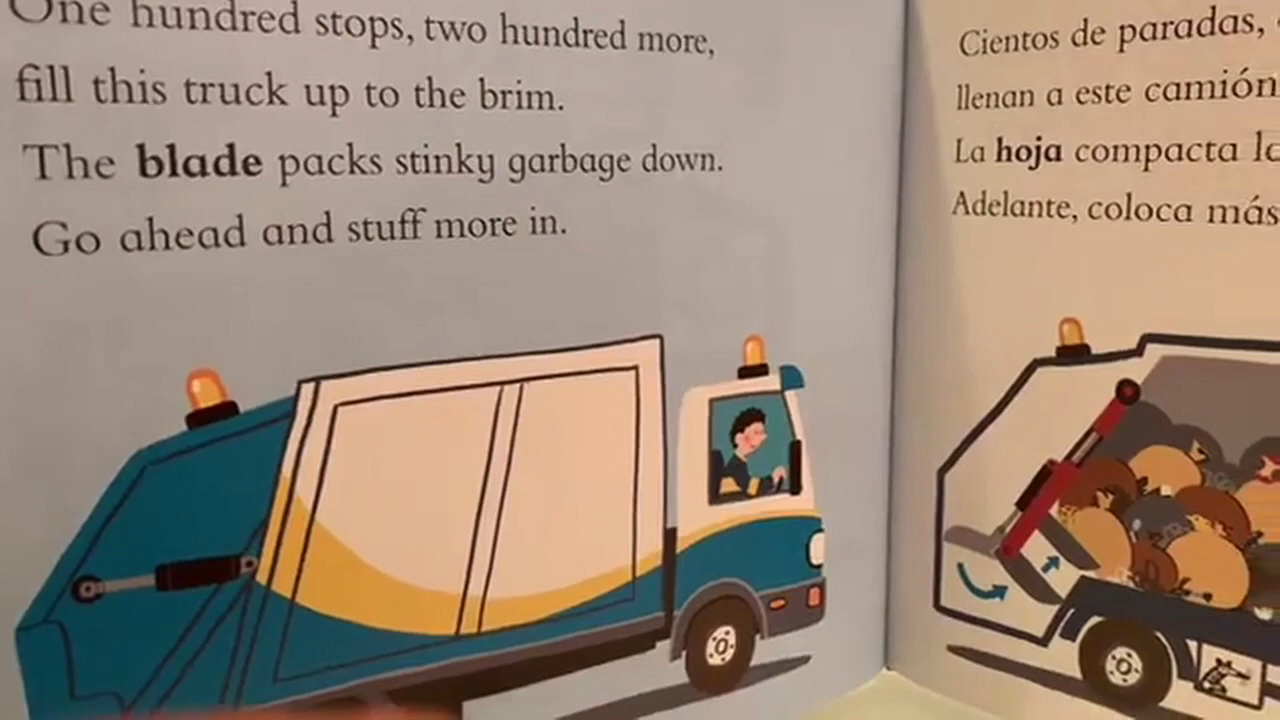 One hundred stops, two hundred more,
fill this truck up to the brim.
The blade packs stinky garbage down.
Go ahead and stuff more in.
Cientos de paradas,
llenan a este camión
La hoja compacta
Adelante, coloca más